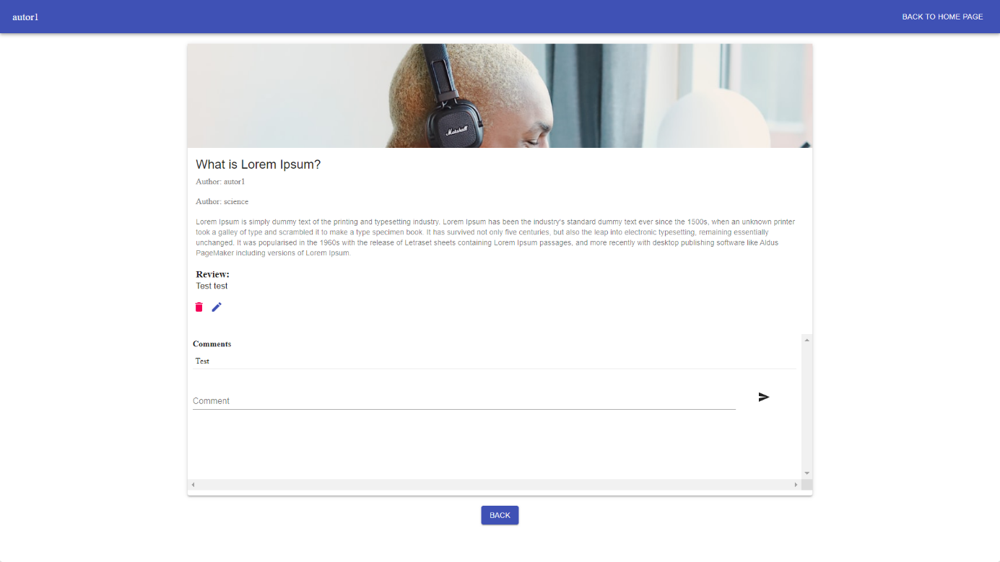 autor1
BACK TO HOME PAGE
Marshall
What is Lorem Ipsum?
Author: autor1
Author: science
Lorem Ipsum is simply dummy text of the printing and typesetting industry. Lorem Ipsum has been the industry's standard dummy text ever since the 1500s, when an unknown printer
took a galley of type and scrambled it to make a type specimen book. It has survived not only five centuries, but also the leap into electronic typesetting, remaining essentially
unchanged. It was popularised in the 1960s with the release of Letraset sheets containing Lorem Ipsum passages, and more recently with desktop publishing software like Aldus
PageMaker including versions of Lorem Ipsum.
Review:
Test test
Comments
Test
Comment
BACK